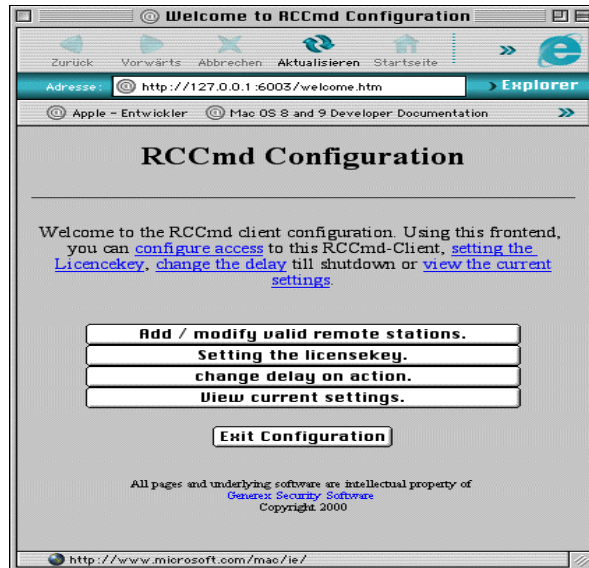 Welcome to RCCmd Configuration
Zurück Vorwärts Abbrechen Aktualisieren Startseite »
Adresse: http://127.0.0.1:6003/welcome.htm Explorer
Apple - Entwickler Mac OS 8 and 9 Developer Documentation »
RCCmd Configuration
Welcome to the RCCmd client configuration. Using this frontend,
you can configure access to this RCCmd-Client, setting the
Licencekey, change the delay till shutdown or view the current
settings.
Add / modify valid remote stations.
Setting the licensekey.
change delay on action.
View current settings.
Exit Configuration
All pages and underlying software are intellectual property of
Generex Security Software
Copyright 2000
http://www.microsoft.com/mac/ie/